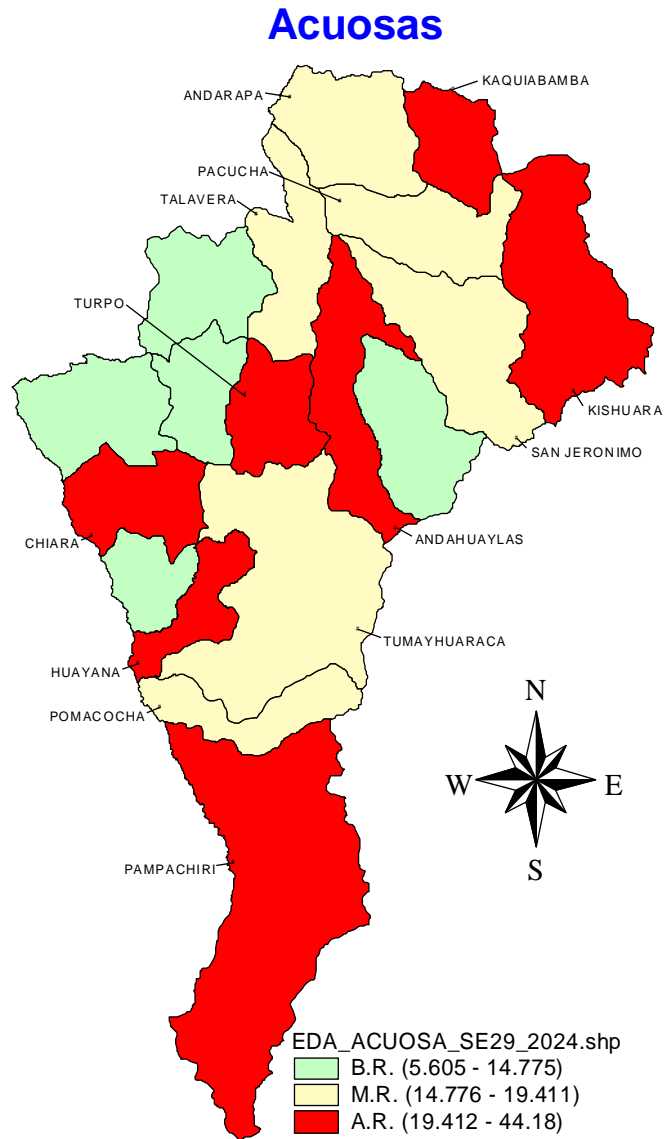 Acuosas
KAQUIABAMBA
ANDARAPA
PACUCHA
TALAVERA
TURPO
KISHUARA
SAN JERONIMO
ANDAHUAYLAS
CHIARA
TUMAYHUARACA
HUAYANA
POMACOCHA
N
W E
S
PAMPACHIRI
EDA_ACUOSA_SE29_2024.shp
B.R. (5.605 - 14.775)
M.R. (14.776 - 19.411)
A.R. (19.412 - 44.18)